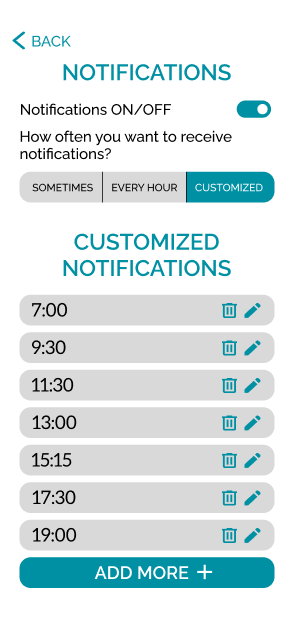 BACK
NOTIFICATIONS
Notifications ON/OFF
How often you want to receive
notifications?
SOMETIMES EVERY HOUR CUSTOMIZED
CUSTOMIZED
NOTIFICATIONS
7:00
9:30
11:30
13:00
15:15
17:30
19:00
ADD MORE +